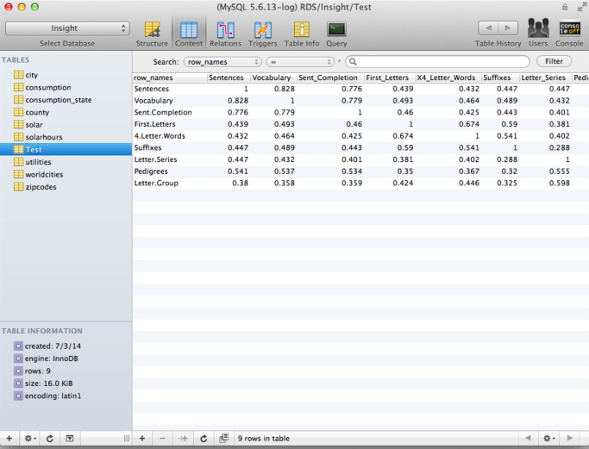 (MySQL 5.6.13-log) RDS/Insight/Test
Insight
Select Database
Structure Content Relations Triggers Table Info Query
Table History Users Console
conso
le off
TABLES
city
consumption
consumption_state
county
solar
solarhours
Test
utilities
worldcities
zipcodes
Search: row_names = Filter
row_names Sentences Vocabulary Sent_Completion First_Letters X4_Letter_Words Suffixes Letter_Series Pedi
Sentences 1 0.828 0.776 0.439 0.432 0.447 0.447
Vocabulary 0.828 1 0.779 0.493 0.464 0.489 0.432
Sent.Completion 0.776 0.779 1 0.46 0.425 0.443 0.401
First.Letters 0.439 0.493 0.46 1 0.674 0.59 0.381
4.Letter.Words 0.432 0.464 0.425 0.674 1 0.541 0.402
Suffixes 0.447 0.489 0.443 0.59 0.541 1 0.288
Letter.Series 0.447 0.432 0.401 0.381 0.402 0.288 1
Pedigrees 0.541 0.537 0.534 0.35 0.367 0.32 0.555
Letter.Group 0.38 0.358 0.359 0.424 0.446 0.325 0.598
TABLE INFORMATION
created: 7/3/14
engine: InnoDB
rows: 9
size: 16.0 KiB
encoding: latin1
9 rows in table